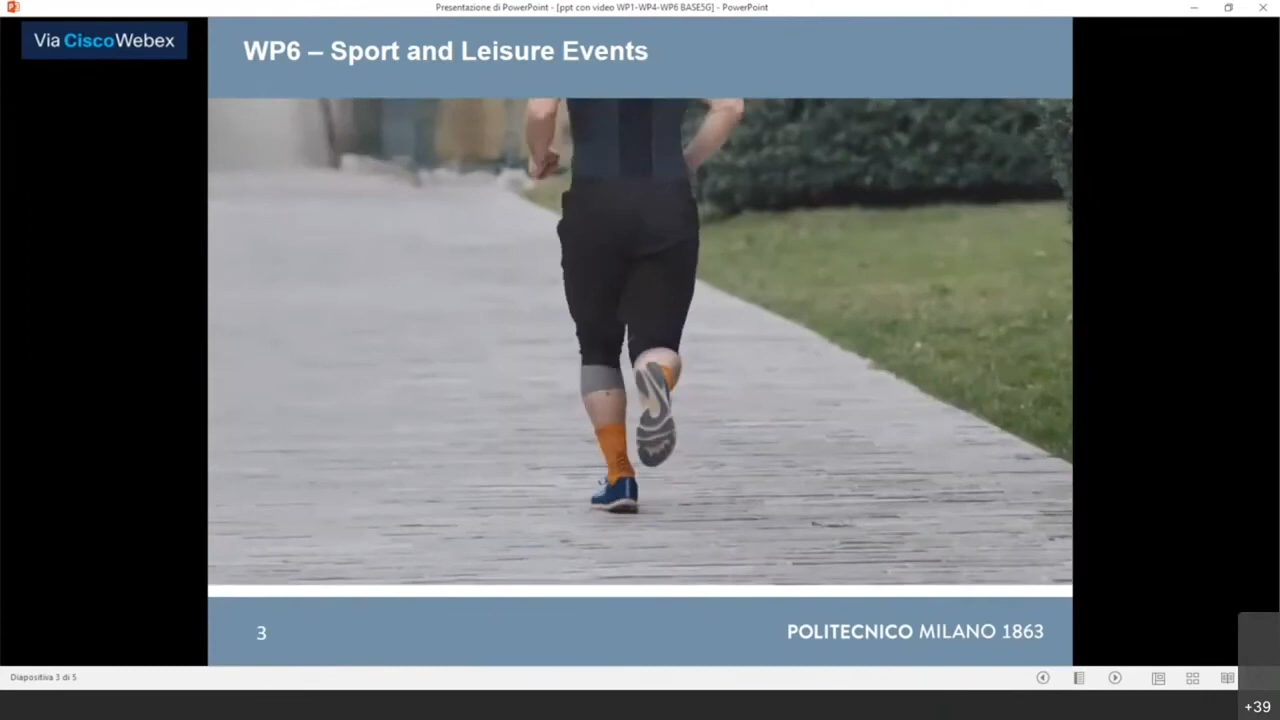 Presentazione di PowerPoint - [ppt con video WP1-WP4-WP6 BASE5G] - PowerPoint
Via CiscoWebex
WP6 – Sport and Leisure Events
3
POLITECNICO MILANO 1863
Diapositiva 3 di 5
+39